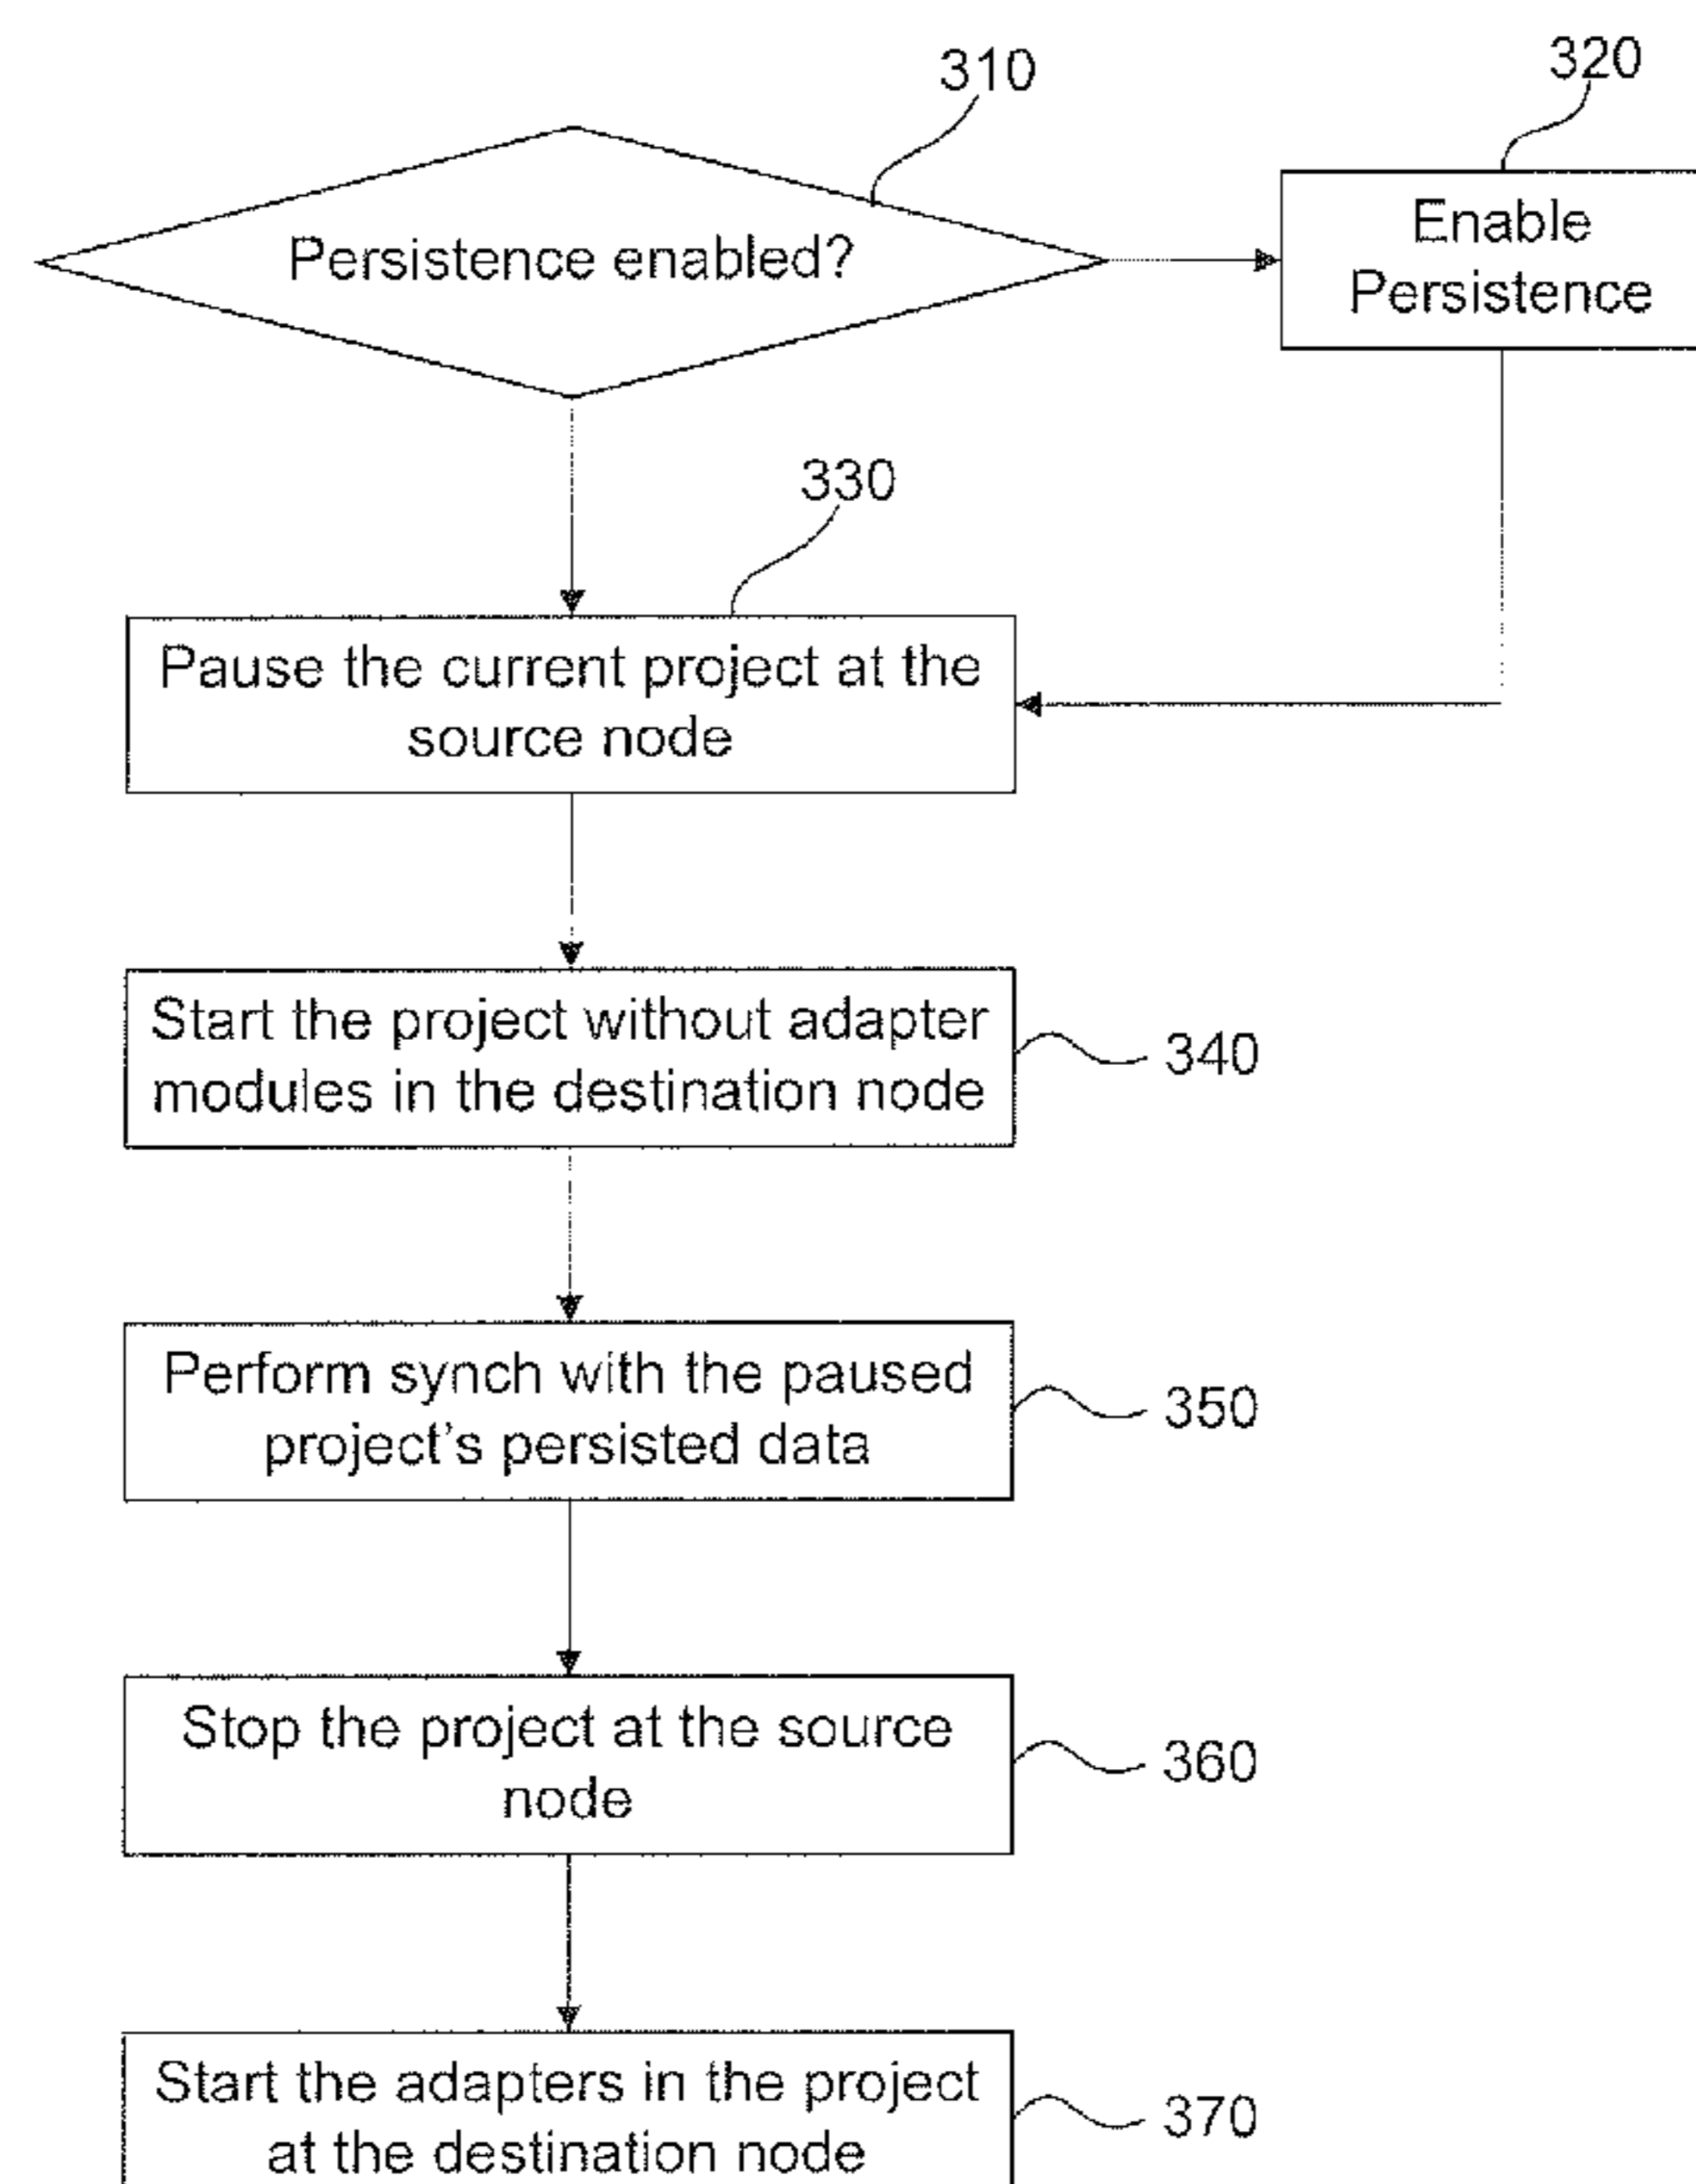 310
320
Persistence enabled?
Enable
Persistence
330
Pause the current project at the
source node
Start the project without adapter
modules in the destination node
340
Perform synch with the paused
project's persisted data
350
Stop the project at the source
node
360
Start the adapters in the project
at the destination node
370